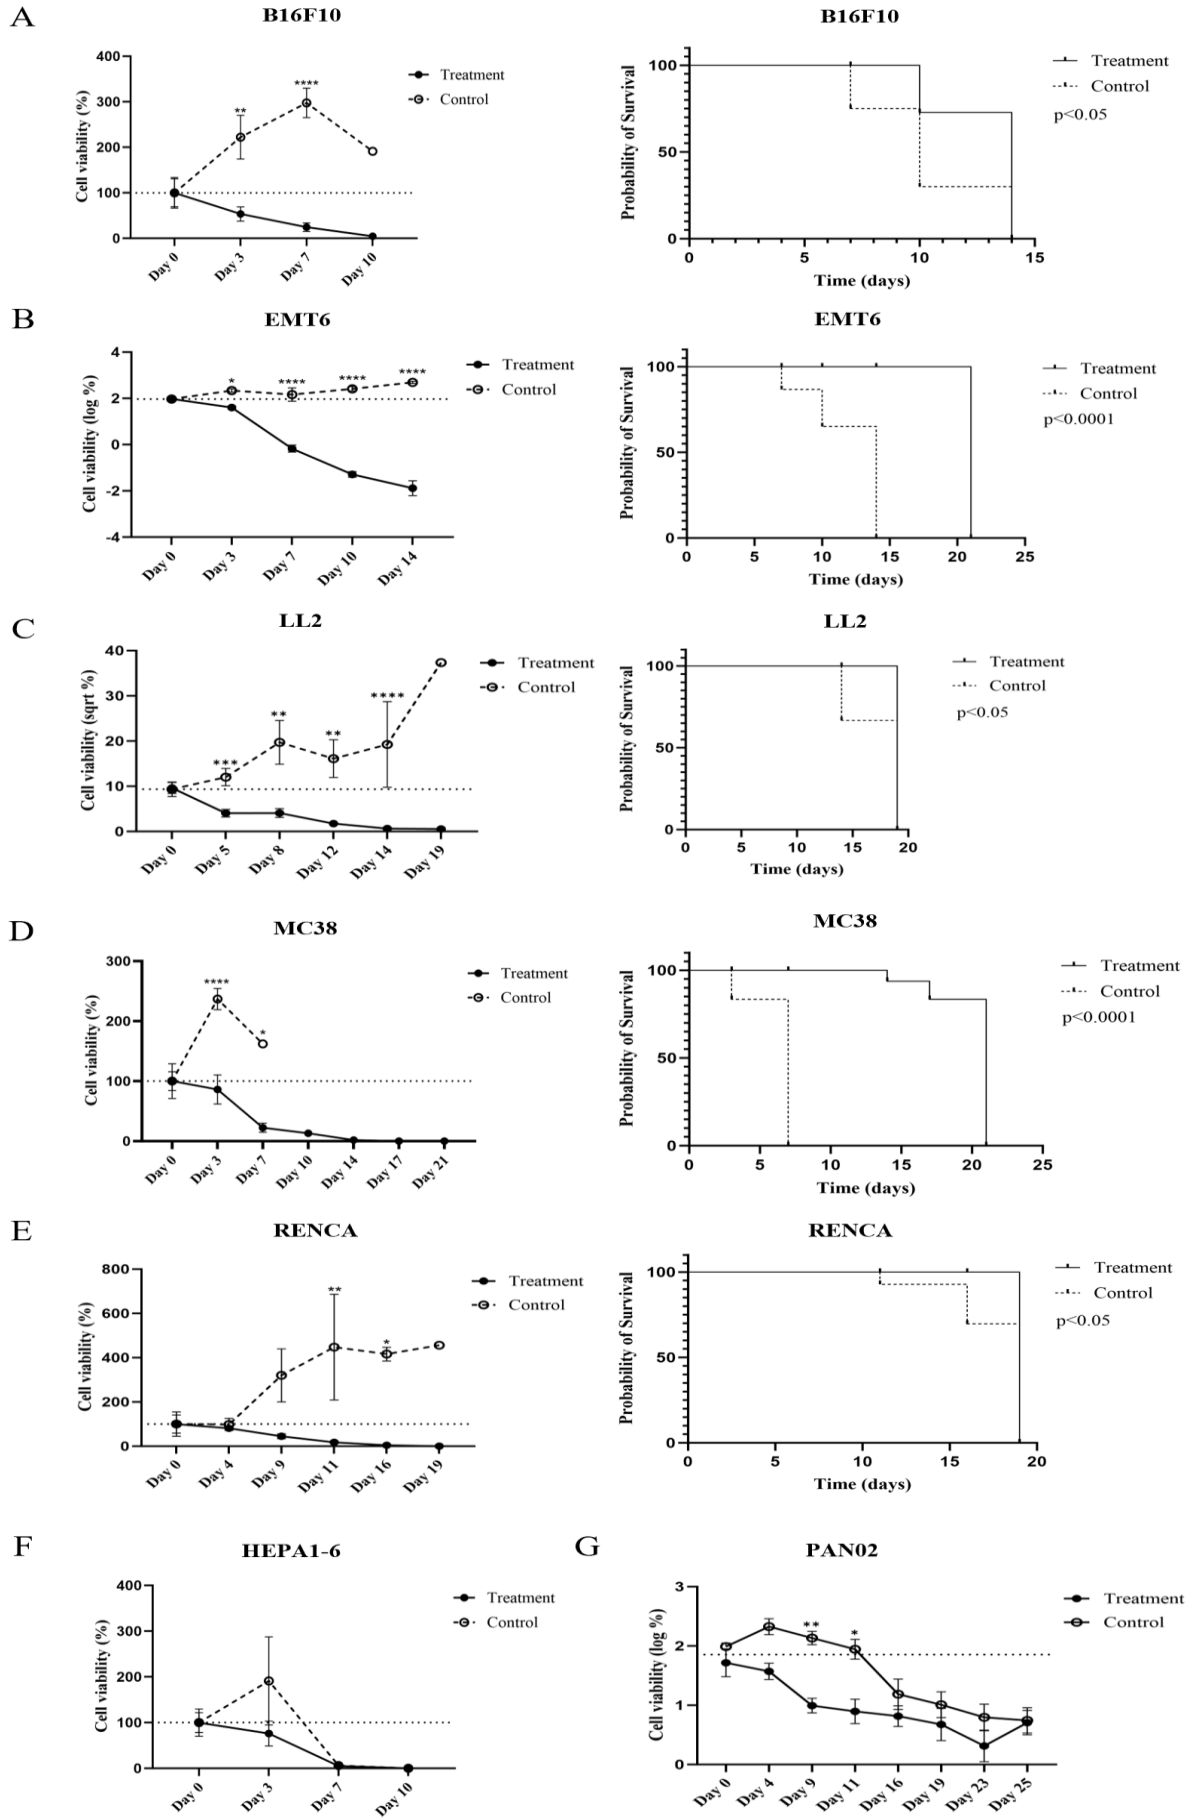 A
B16F10
Cell viability (%)
400
300
200
100
0
** ****
Day 0 Day 3 Day 7 Day 10
Treatment
Control
B16F10
Probability of Survival
100
50
0
0 5 10 15
Time (days)
Treatment
Control
p<0.05
B
EMT6
Cell viability (log %)
4
2
0
-2
-4
* **** **** ****
Day 0 Day 3 Day 7 Day 10 Day 14
Treatment
Control
EMT6
Probability of Survival
100
50
0
0 5 10 15 20 25
Time (days)
Treatment
Control
p<0.0001
C
LL2
Cell viability (sqrt %)
40
30
20
10
0
*** ** ** ****
Day 0 Day 5 Day 8 Day 12 Day 14 Day 19
Treatment
Control
LL2
Probability of Survival
100
50
0
0 5 10 15 20
Time (days)
Treatment
Control
p<0.05
D
MC38
Cell viability (%)
300
200
100
0
**** *
Day 0 Day 3 Day 7 Day 10 Day 14 Day 17 Day 21
Treatment
Control
MC38
Probability of Survival
100
50
0
0 5 10 15 20 25
Time (days)
Treatment
Control
p<0.0001
E
RENCA
Cell viability (%)
800
600
400
200
0
** *
Day 0 Day 4 Day 9 Day 11 Day 16 Day 19
Treatment
Control
RENCA
Probability of Survival
100
50
0
0 5 10 15 20
Time (days)
Treatment
Control
p<0.05
F
HEPA1-6
Cell viability (%)
400
300
200
100
0
Day 0 Day 3 Day 7 Day 10
Treatment
Control
G
PAN02
Cell viability (log %)
3
2
1
0
** *
Day 0 Day 4 Day 9 Day 11 Day 16 Day 19 Day 23 Day 25
Treatment
Control